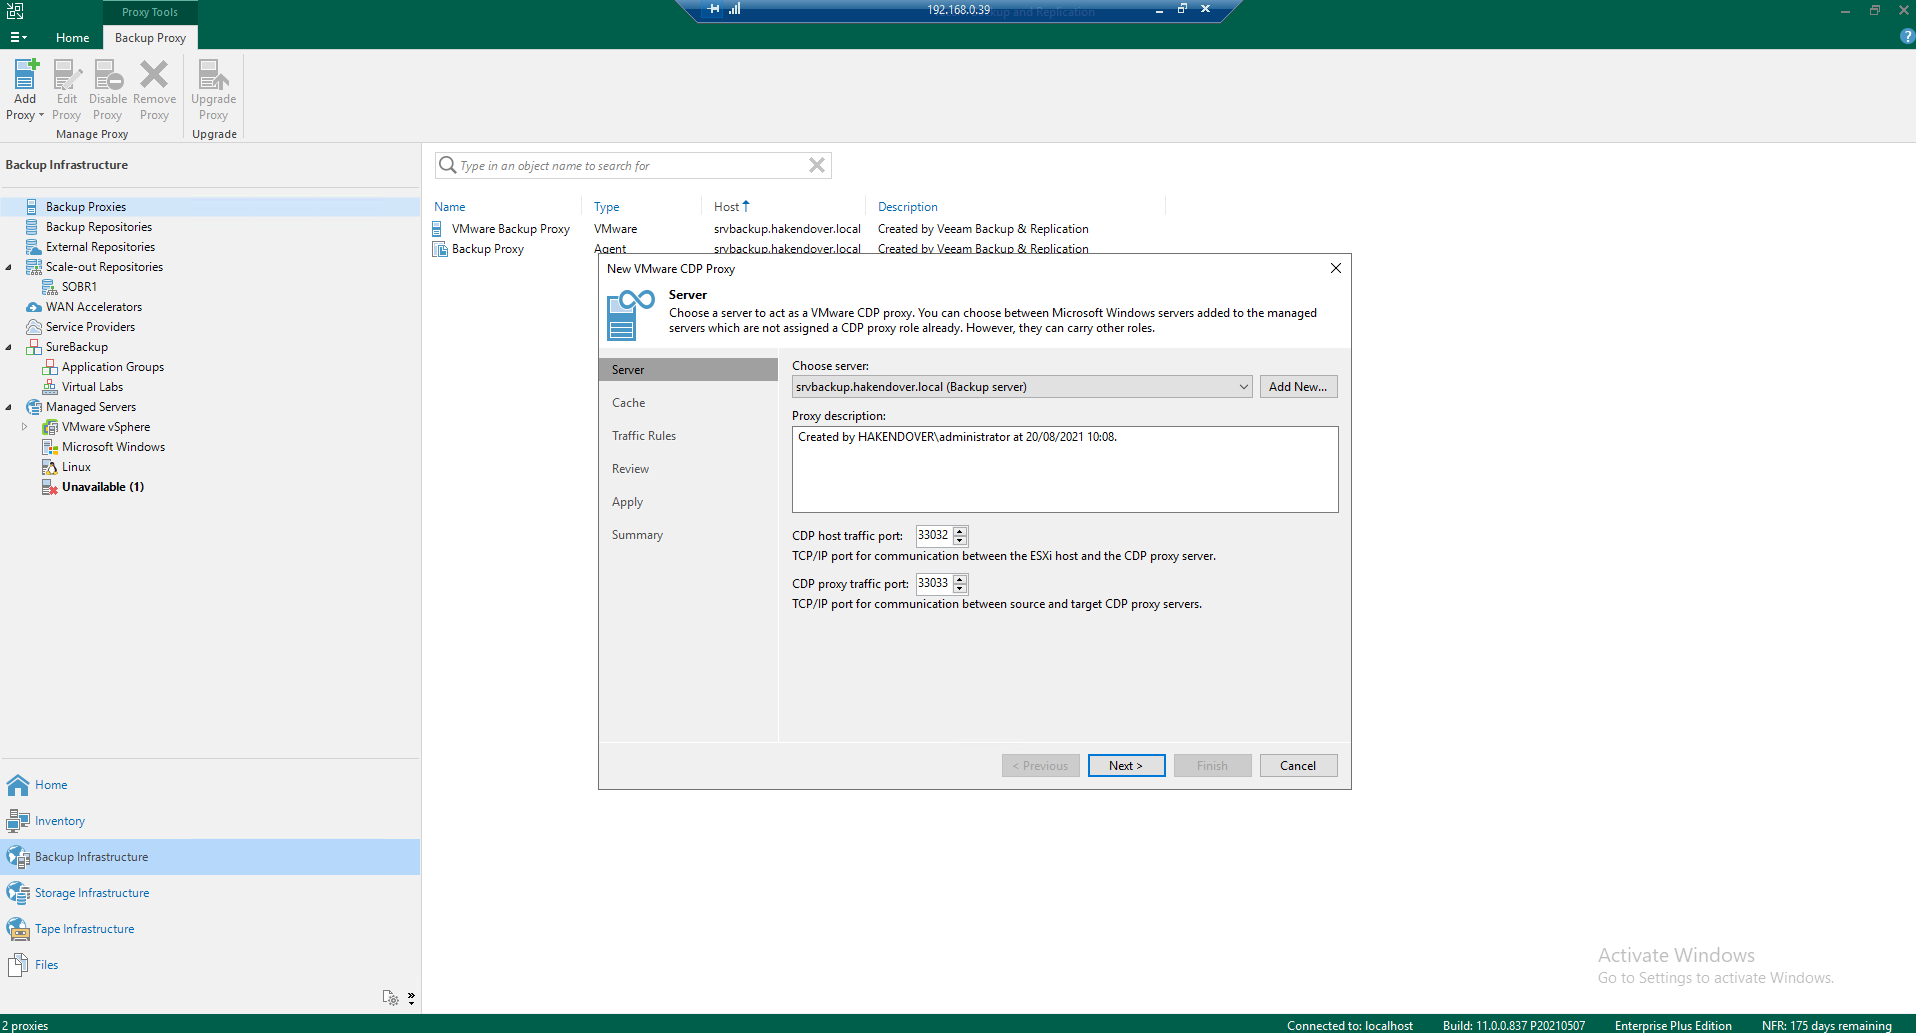 Proxy Tools
192.168.0.39
Backup and Replication
Home
Backup Proxy
Add Proxy
Edit Proxy
Disable Proxy
Remove Proxy
Upgrade Proxy
Manage Proxy
Upgrade
Backup Infrastructure
Backup Proxies
Backup Repositories
External Repositories
Scale-out Repositories
SOBR1
WAN Accelerators
Service Providers
SureBackup
Application Groups
Virtual Labs
Managed Servers
VMware vSphere
Microsoft Windows
Linux
Unavailable (1)
Home
Inventory
Backup Infrastructure
Storage Infrastructure
Tape Infrastructure
Files
Type in an object name to search for
Name Type Host Description
VMware Backup Proxy VMware srvbackup.hakendover.local Created by Veeam Backup & Replication
Backup Proxy Agent srvbackup.hakendover.local Created by Veeam Backup & Replication
New VMware CDP Proxy
Server
Choose a server to act as a VMware CDP proxy. You can choose between Microsoft Windows servers added to the managed
servers which are not assigned a CDP proxy role already. However, they can carry other roles.
Server
Cache
Traffic Rules
Review
Apply
Summary
Choose server:
srvbackup.hakendover.local (Backup server)
Add New...
Proxy description:
Created by HAKENDOVER\administrator at 20/08/2021 10:08.
CDP host traffic port: 33032
TCP/IP port for communication between the ESXi host and the CDP proxy server.
CDP proxy traffic port: 33033
TCP/IP port for communication between source and target CDP proxy servers.
< Previous
Next >
Finish
Cancel
Activate Windows
Go to Settings to activate Windows.
2 proxies
Connected to: localhost
Build: 11.0.0.837 P20210507
Enterprise Plus Edition
NFR: 175 days remaining